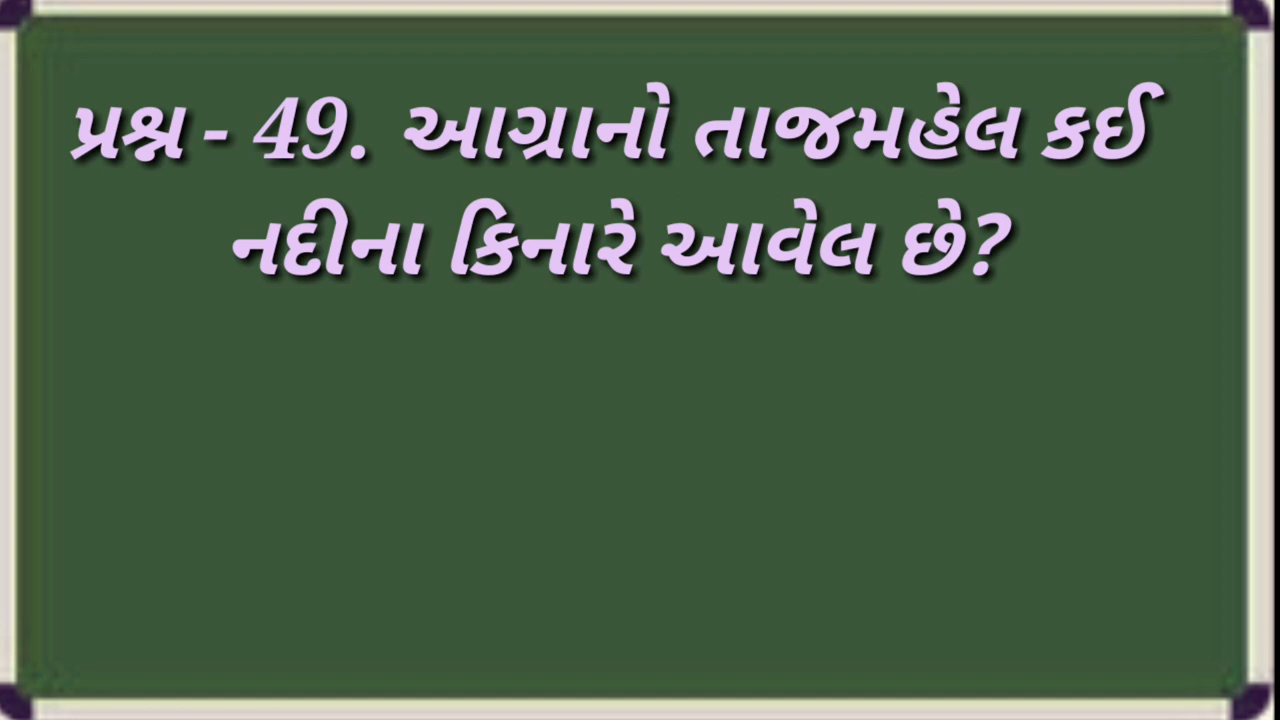 પ્રશ્ન - 49. આગ્રાનો તાજમહેલ કઈ
નદીના કિનારે આવેલ છે?